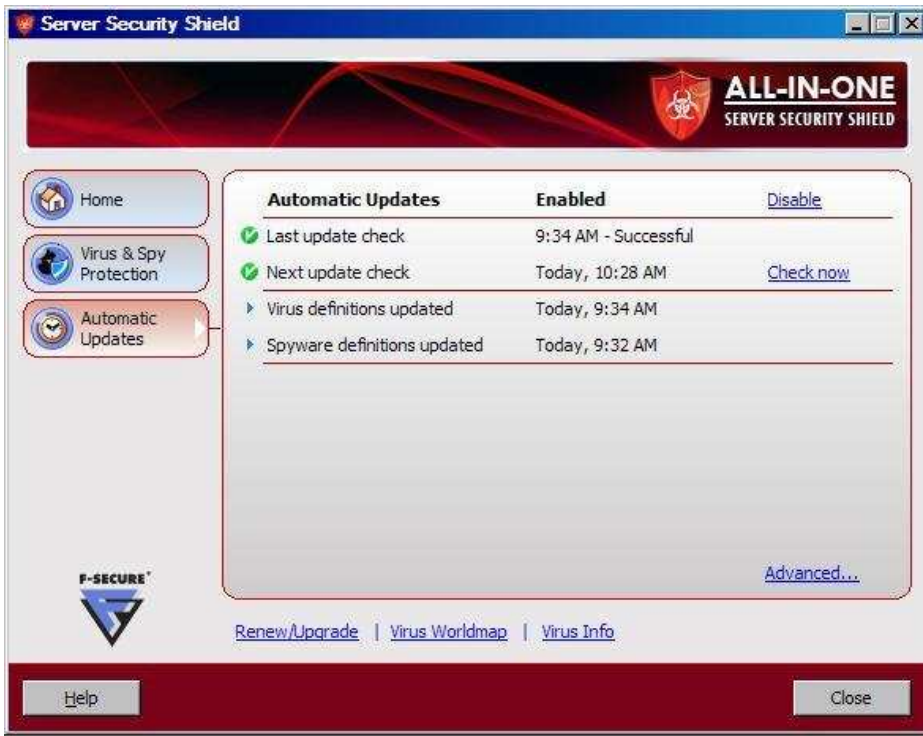 Server Security Shield
ALL-IN-ONE
SERVER SECURITY SHIELD
Home
Virus & Spy
Protection
Automatic
Updates
Automatic Updates Enabled Disable
Last update check 9:34 AM - Successful
Next update check Today, 10:28 AM Check now
Virus definitions updated Today, 9:34 AM
Spyware definitions updated Today, 9:32 AM
Advanced...
F-SECURE
Renew/Upgrade | Virus Worldmap | Virus Info
Help Close